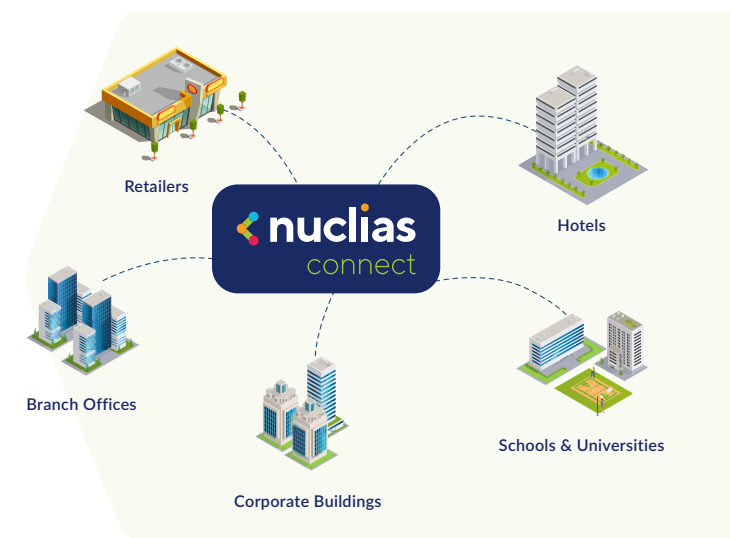 Retailers
Hotels
nuclias
connect
Branch Offices
Schools & Universities
Corporate Buildings